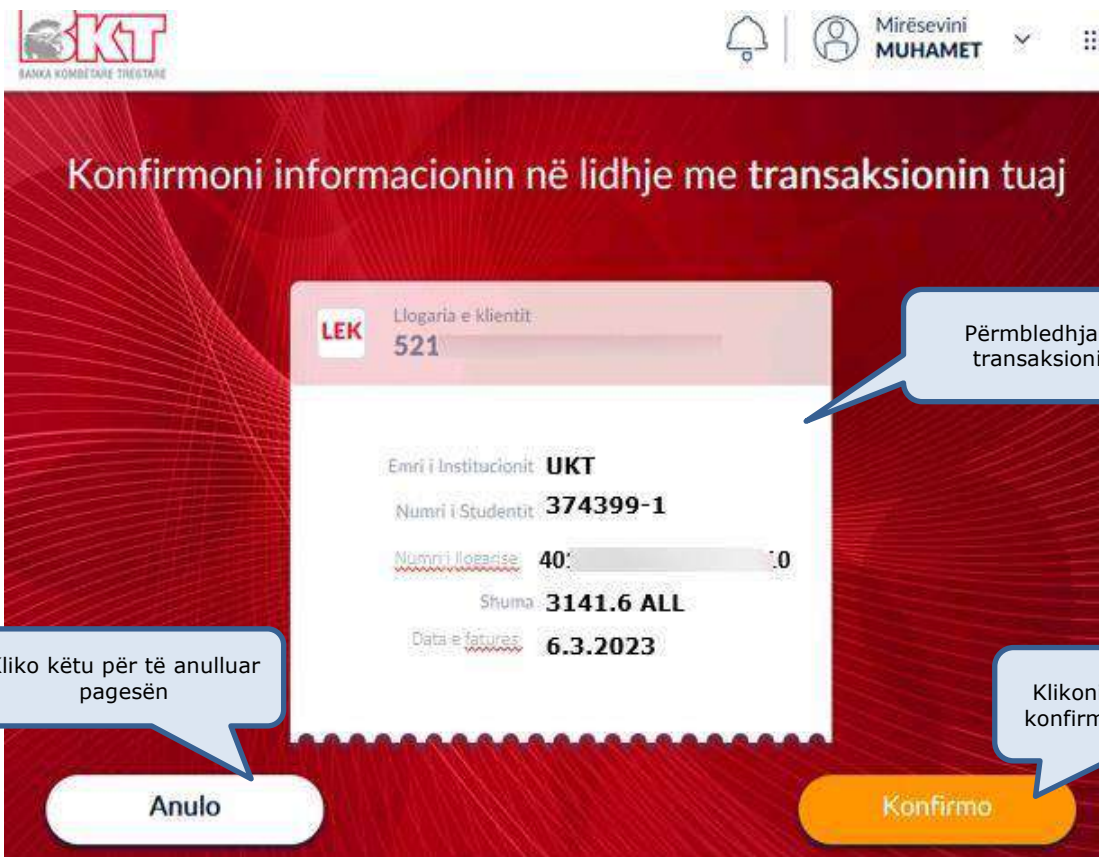 BKT
BANKA KOMBËTARE TREGTARE
Mirësevini
MUHAMET
Konfirmoni informacionin në lidhje me transaksionin tuaj
LEK
Llogaria e klientit
521
Përmbledhja
transaksioni
Emri i Institucionit UKT
Numri i Studentit 374399-1
Numri i llogarise 40 0
Shuma 3141.6 ALL
Data e fatures 6.3.2023
liko këtu për të anulluar
pagesën
Klikon
konfirm
Anulo
Konfirmo